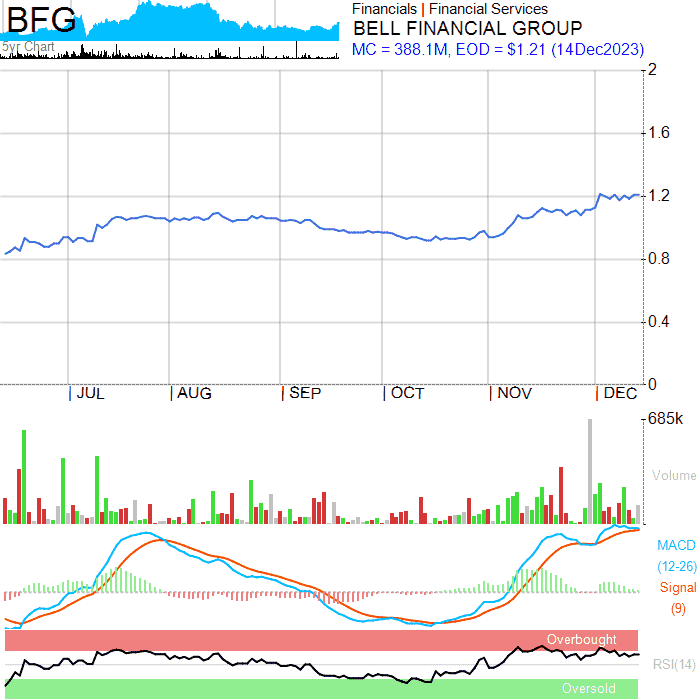 BFG
5yr Chart
Financials | Financial Services
BELL FINANCIAL GROUP
MC = 388.1M, EOD = $1.21 (14Dec2023)
2
1.6
1.2
0.8
0.4
0
JUL AUG SEP OCT NOV DEC
685k
Volume
MACD
(12-26)
Signal
(9)
Overbought
RSI(14)
Oversold